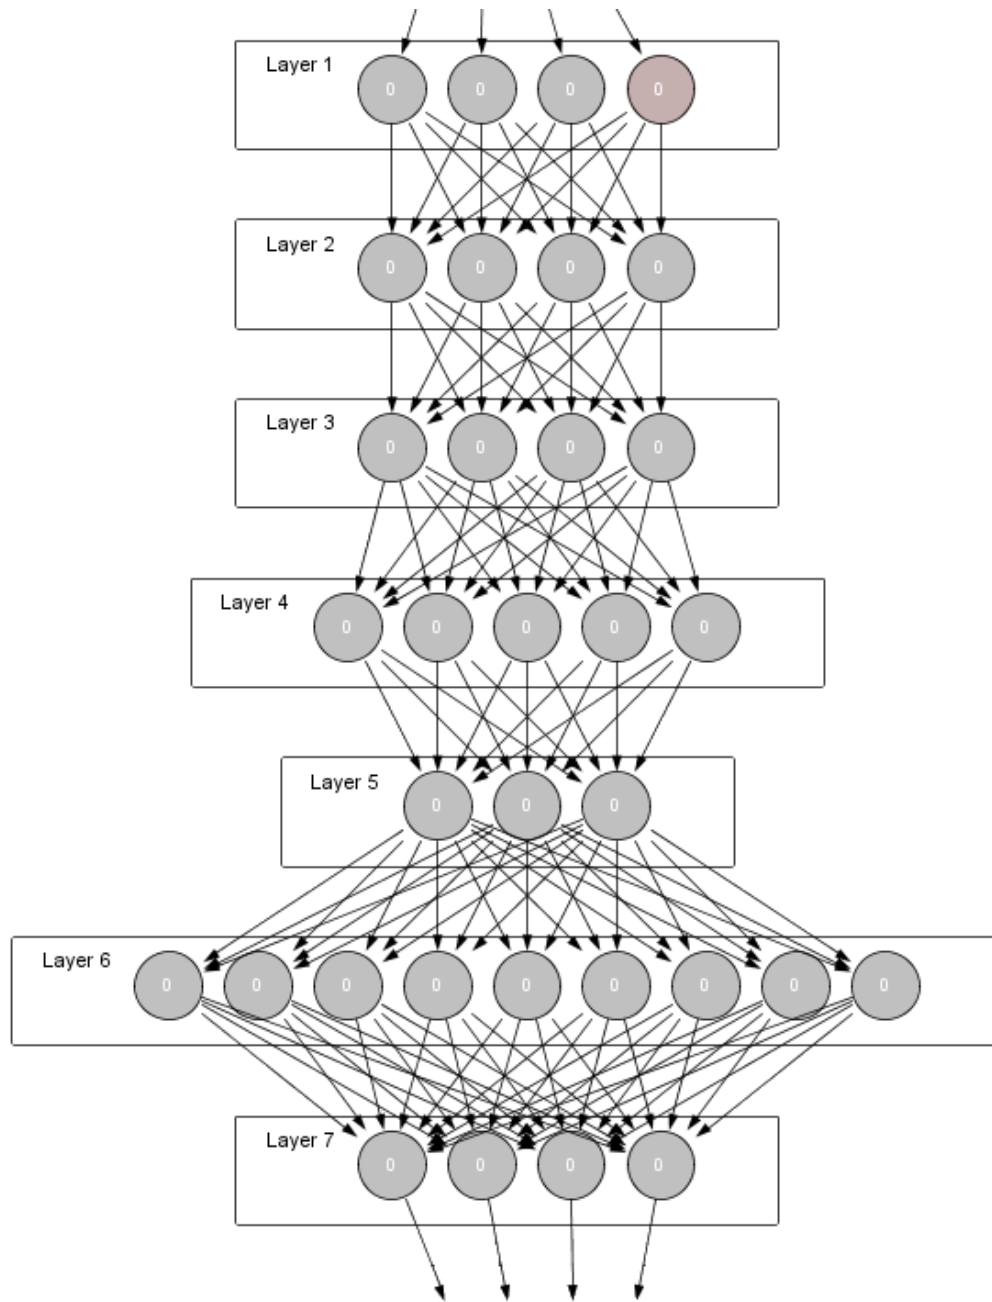 Layer 1
0 0 0 0
Layer 2
0 0 0 0
Layer 3
0 0 0 0
Layer 4
0 0 0 0 0
Layer 5
0 0 0
Layer 6
0 0 0 0 0 0 0 0 0
Layer 7
0 0 0 0